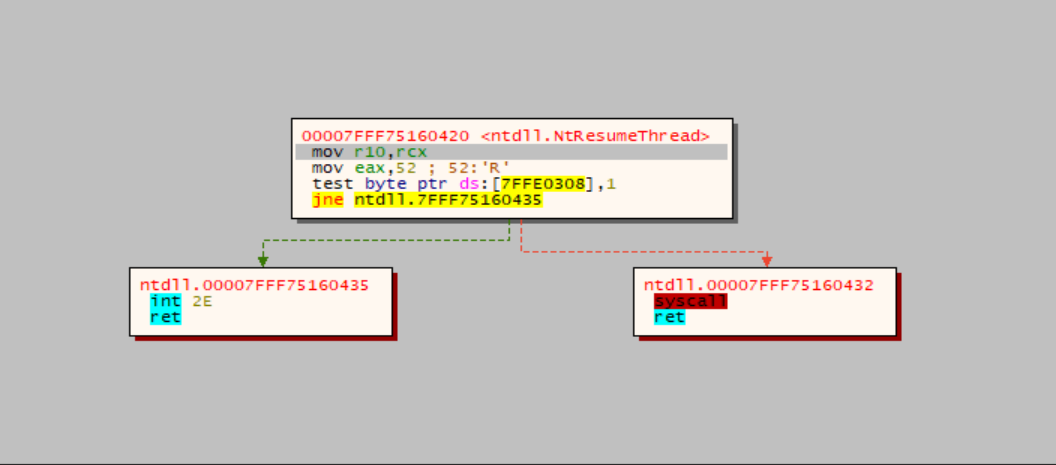 00007FFF75160420 <ntdll.NtResumeThread>
mov r10,rcx
mov eax,52 ; 52:'R'
test byte ptr ds:[7FFE0308],1
jne ntdll.7FFF75160435
ntdll.00007FFF75160435
int 2E
ret
ntdll.00007FFF75160432
syscall
ret